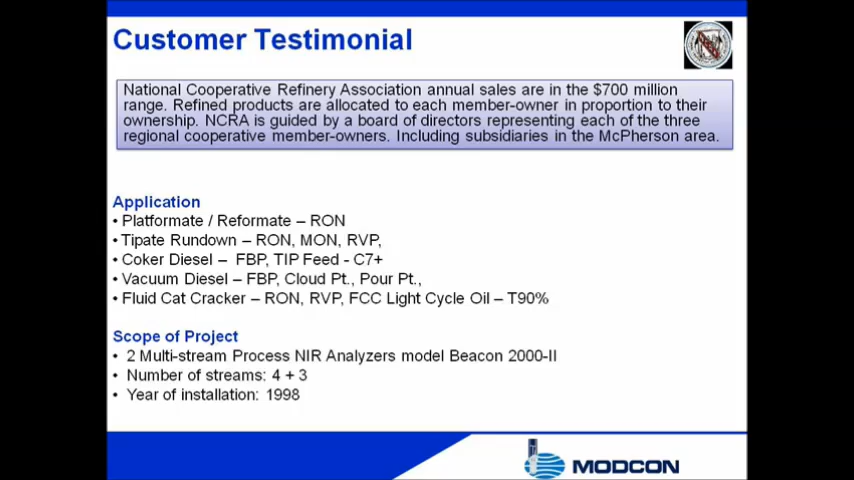 Customer Testimonial
National Cooperative Refinery Association annual sales are in the $700 million
range. Refined products are allocated to each member-owner in proportion to their
ownership. NCRA is guided by a board of directors representing each of the three
regional cooperative member-owners. Including subsidiaries in the McPherson area.
Application
• Platformate / Reformate – RON
• Tipate Rundown – RON, MON, RVP,
• Coker Diesel – FBP, TIP Feed - C7+
• Vacuum Diesel – FBP, Cloud Pt., Pour Pt.,
• Fluid Cat Cracker – RON, RVP, FCC Light Cycle Oil – T90%
Scope of Project
• 2 Multi-stream Process NIR Analyzers model Beacon 2000-II
• Number of streams: 4 + 3
• Year of installation: 1998
MODCON